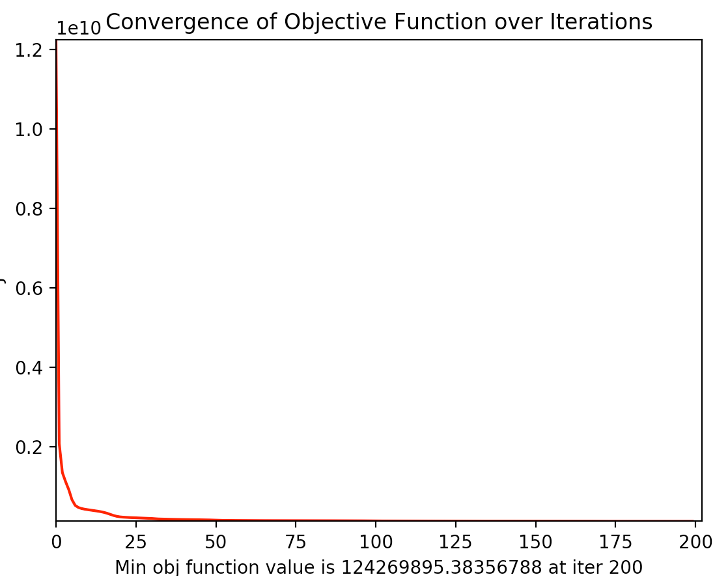 1e10 Convergence of Objective Function over Iterations
1.2
1.0
0.8
0.6
0.4
0.2
0 25 50 75 100 125 150 175 200
Min obj function value is 124269895.38356788 at iter 200